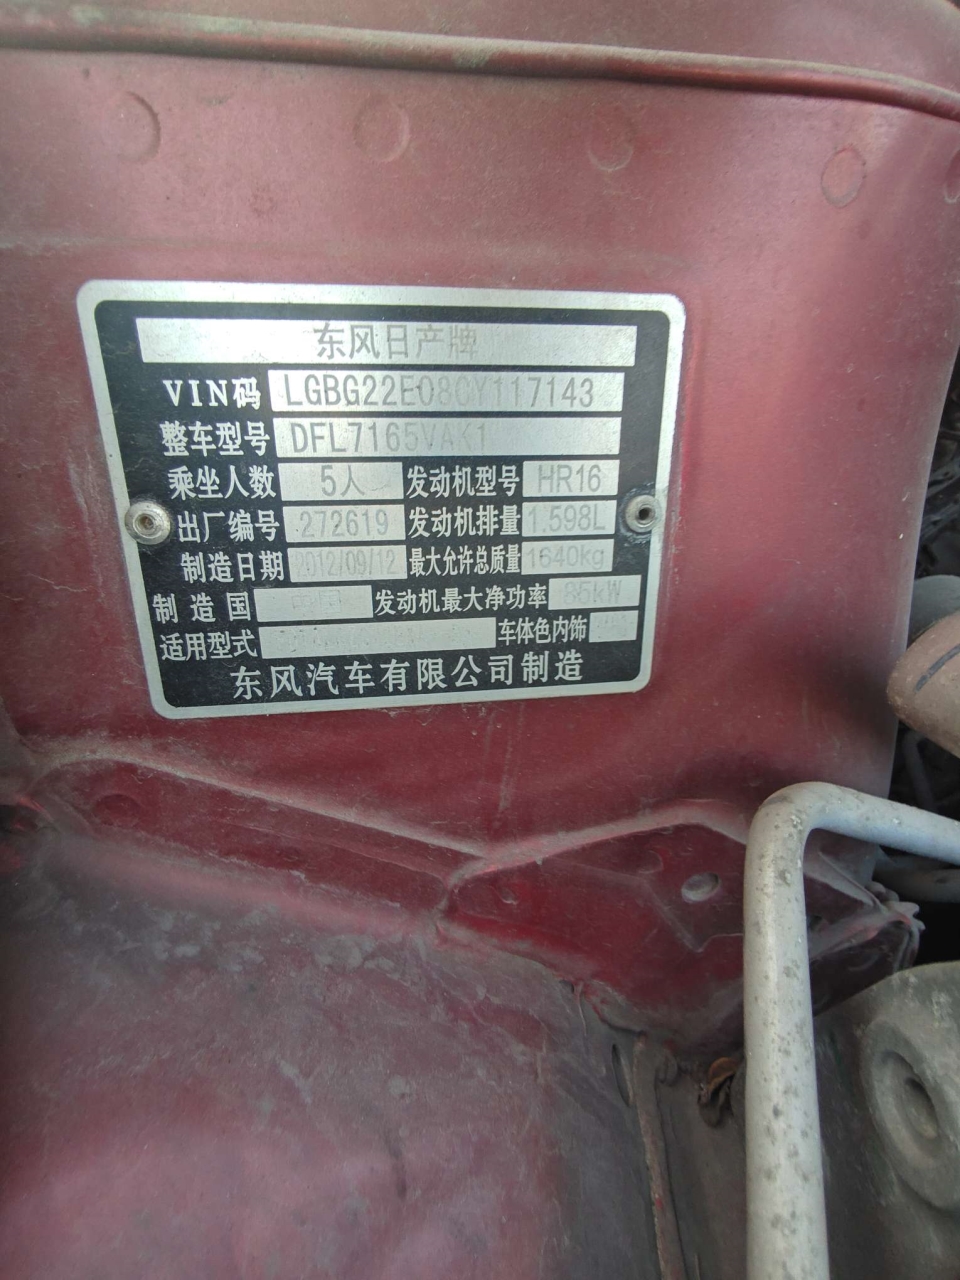 东风日产牌
VIN码 LGBG22E08CY117143
整车型号 DFL7165VAK1
乘坐人数 5人 发动机型号 HR16
出厂编号 272619 发动机排量 1.598L
制造日期 2012/09/12 最大允许总质量 1640kg
制造国 中国 发动机最大净功率 85kW
适用型式 车体色内饰
东风汽车有限公司制造